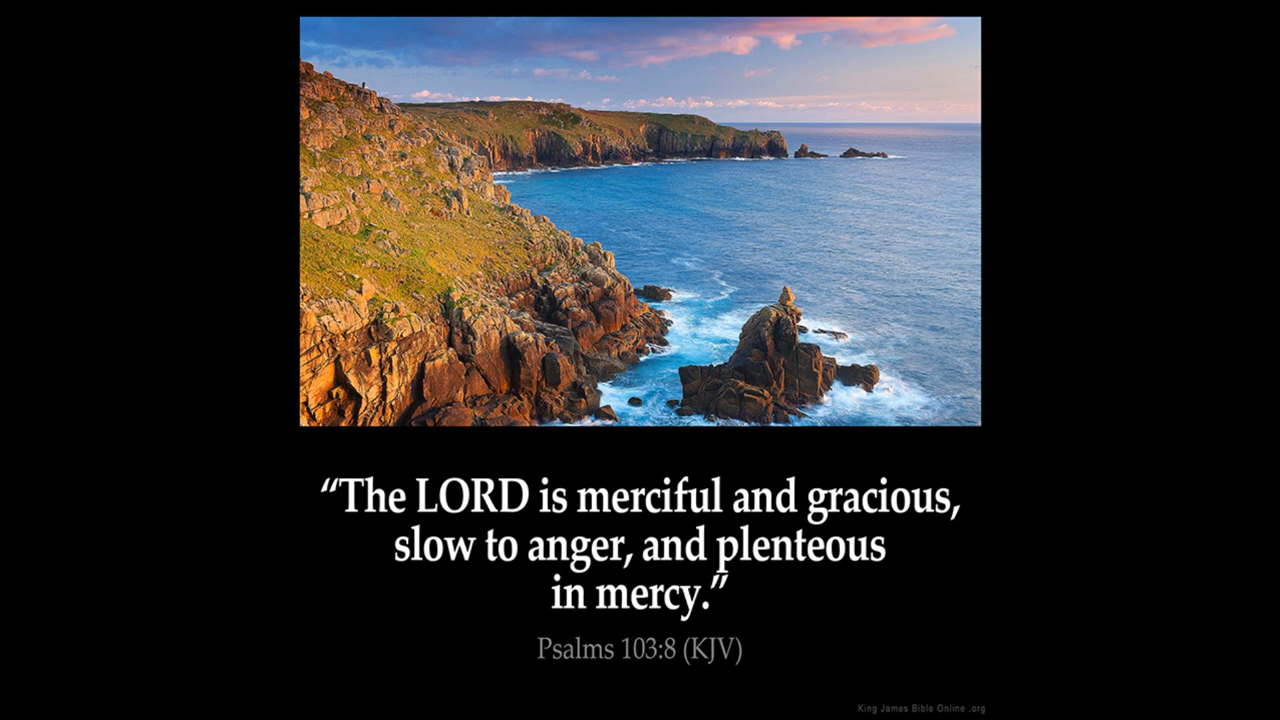 “The LORD is merciful and gracious,
slow to anger, and plenteous
in mercy.”
Psalms 103:8 (KJV)
King James Bible Online .org